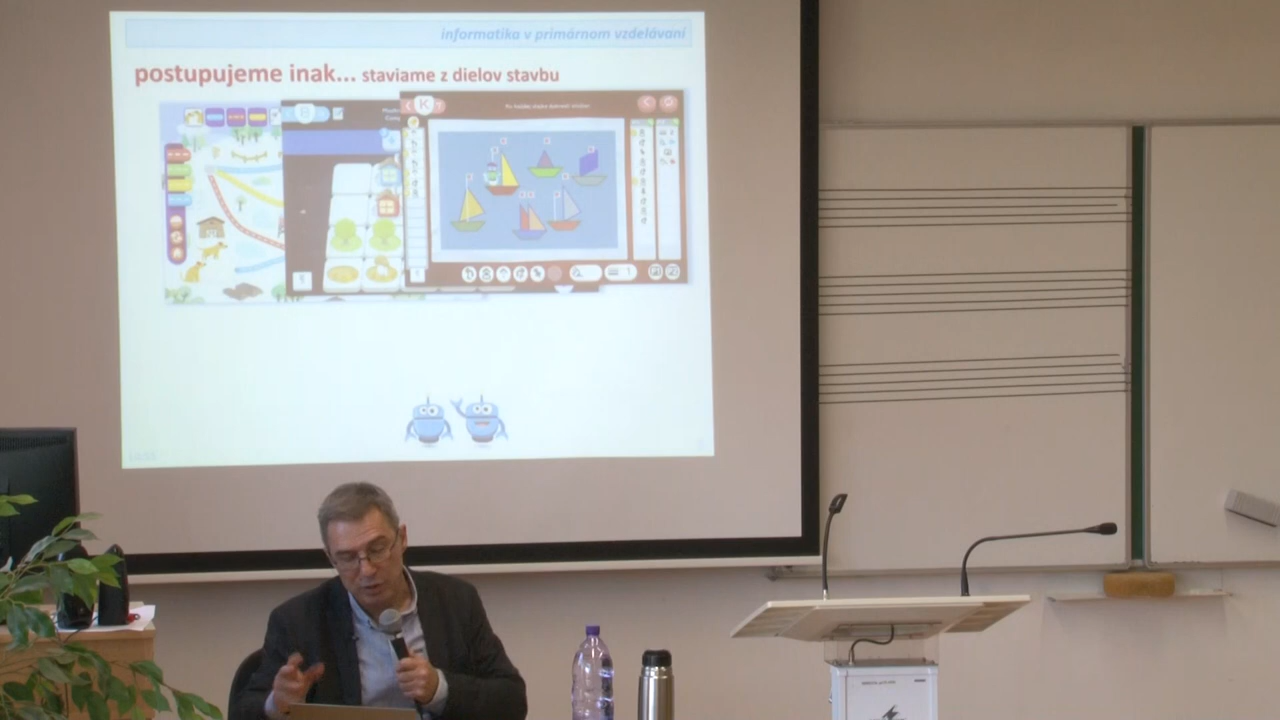 informatika v primárnom vzdelávaní
postupujeme inak... staviame z dielov stavbu
B
K